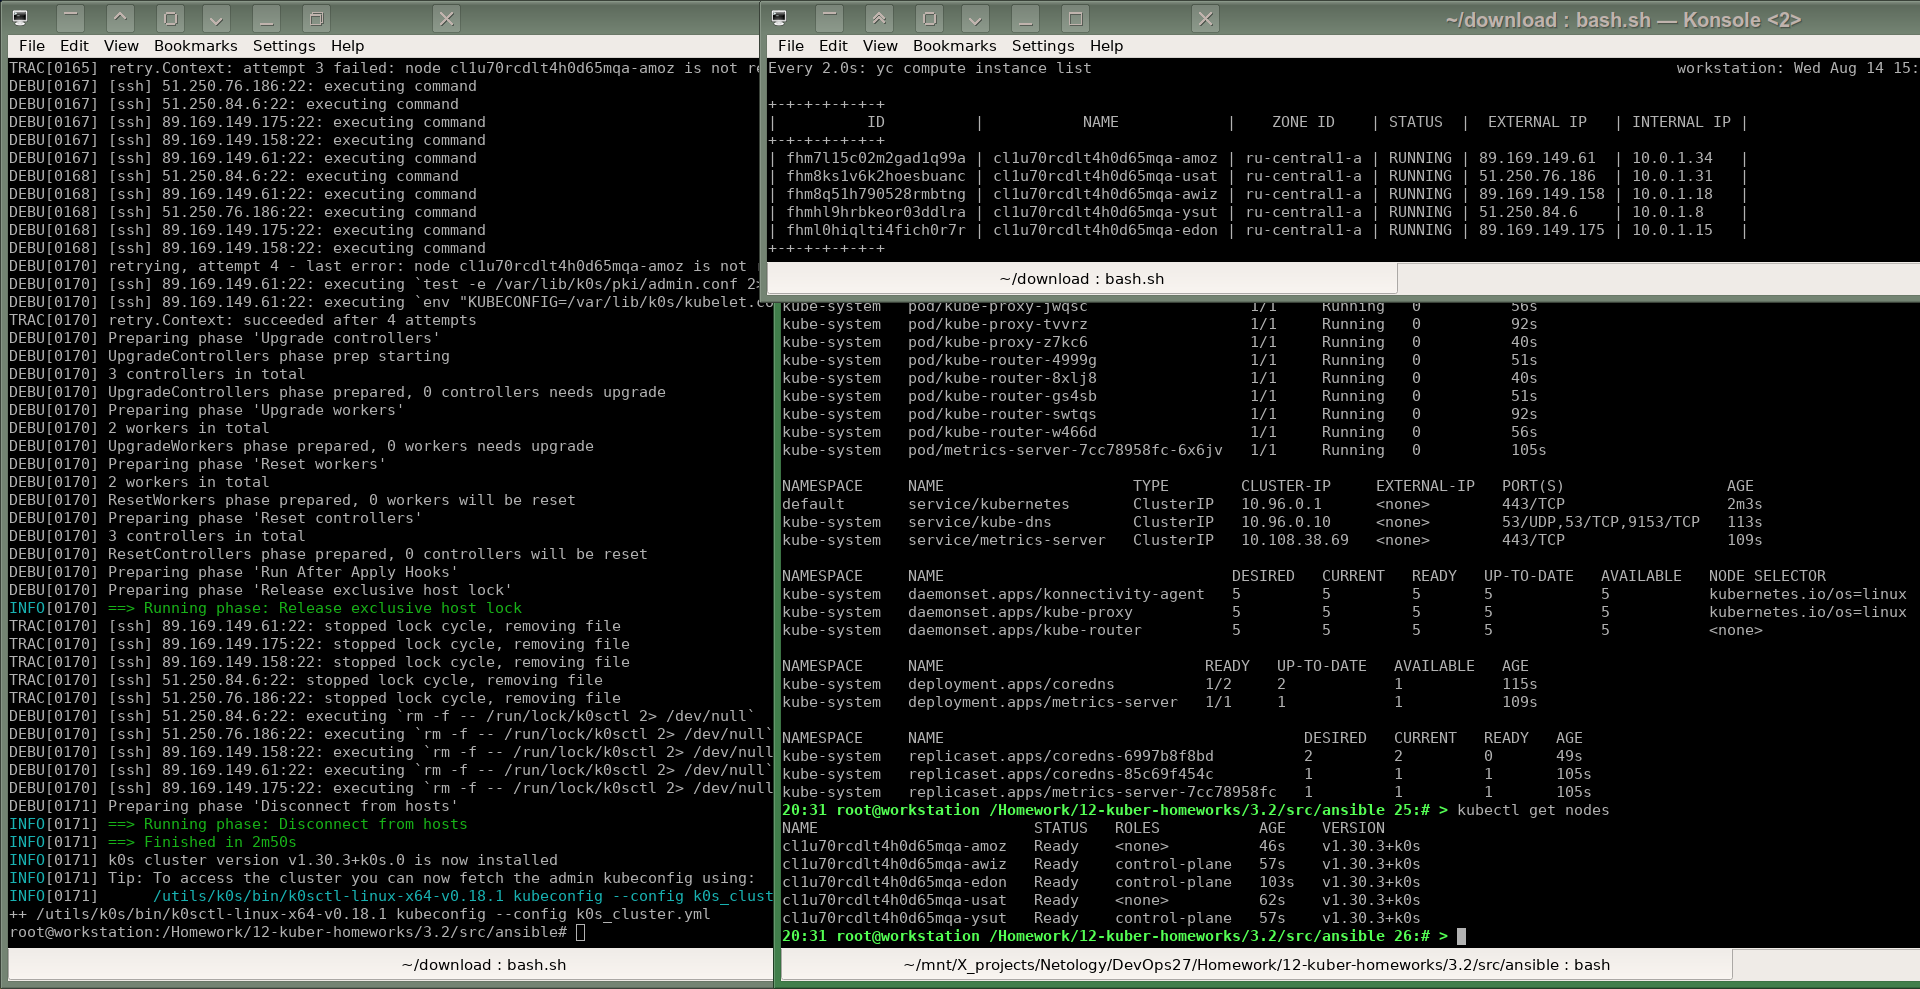 File Edit View Bookmarks Settings Help
TRAC[0165] retry.Context: attempt 3 failed: node cl1u70rcdlt4h0d65mqa-amoz is not
DEBU[0167] [ssh] 51.250.76.186:22: executing command
DEBU[0167] [ssh] 51.250.84.6:22: executing command
DEBU[0167] [ssh] 89.169.149.175:22: executing command
DEBU[0167] [ssh] 89.169.149.158:22: executing command
DEBU[0167] [ssh] 89.169.149.61:22: executing command
DEBU[0168] [ssh] 51.250.84.6:22: executing command
DEBU[0168] [ssh] 89.169.149.61:22: executing command
DEBU[0168] [ssh] 51.250.76.186:22: executing command
DEBU[0168] [ssh] 89.169.149.175:22: executing command
DEBU[0168] [ssh] 89.169.149.158:22: executing command
DEBU[0170] retrying, attempt 4 - last error: node cl1u70rcdlt4h0d65mqa-amoz is not
DEBU[0170] [ssh] 89.169.149.61:22: executing `test -e /var/lib/k0s/pki/admin.conf 2>
DEBU[0170] [ssh] 89.169.149.61:22: executing `env "KUBECONFIG=/var/lib/k0s/kubelet.co
TRAC[0170] retry.Context: succeeded after 4 attempts
DEBU[0170] Preparing phase 'Upgrade controllers'
DEBU[0170] UpgradeControllers phase prep starting
DEBU[0170] 3 controllers in total
DEBU[0170] UpgradeControllers phase prepared, 0 controllers needs upgrade
DEBU[0170] Preparing phase 'Upgrade workers'
DEBU[0170] 2 workers in total
DEBU[0170] UpgradeWorkers phase prepared, 0 workers needs upgrade
DEBU[0170] Preparing phase 'Reset workers'
DEBU[0170] 2 workers in total
DEBU[0170] ResetWorkers phase prepared, 0 workers will be reset
DEBU[0170] Preparing phase 'Reset controllers'
DEBU[0170] 3 controllers in total
DEBU[0170] ResetControllers phase prepared, 0 controllers will be reset
DEBU[0170] Preparing phase 'Run After Apply Hooks'
DEBU[0170] Preparing phase 'Release exclusive host lock'
INFO[0170] ==> Running phase: Release exclusive host lock
TRAC[0170] [ssh] 89.169.149.61:22: stopped lock cycle, removing file
TRAC[0170] [ssh] 89.169.149.175:22: stopped lock cycle, removing file
TRAC[0170] [ssh] 89.169.149.158:22: stopped lock cycle, removing file
TRAC[0170] [ssh] 51.250.84.6:22: stopped lock cycle, removing file
TRAC[0170] [ssh] 51.250.76.186:22: stopped lock cycle, removing file
DEBU[0170] [ssh] 51.250.84.6:22: executing `rm -f -- /run/lock/k0sctl 2> /dev/null`
DEBU[0170] [ssh] 51.250.76.186:22: executing `rm -f -- /run/lock/k0sctl 2> /dev/null`
DEBU[0170] [ssh] 89.169.149.158:22: executing `rm -f -- /run/lock/k0sctl 2> /dev/null
DEBU[0170] [ssh] 89.169.149.61:22: executing `rm -f -- /run/lock/k0sctl 2> /dev/null`
DEBU[0170] [ssh] 89.169.149.175:22: executing `rm -f -- /run/lock/k0sctl 2> /dev/null
DEBU[0171] Preparing phase 'Disconnect from hosts'
INFO[0171] ==> Running phase: Disconnect from hosts
INFO[0171] ==> Finished in 2m50s
INFO[0171] k0s cluster version v1.30.3+k0s.0 is now installed
INFO[0171] Tip: To access the cluster you can now fetch the admin kubeconfig using:
INFO[0171] /utils/k0s/bin/k0sctl-linux-x64-v0.18.1 kubeconfig --config k0s_clust
++ /utils/k0s/bin/k0sctl-linux-x64-v0.18.1 kubeconfig --config k0s_cluster.yml
root@workstation:/Homework/12-kuber-homeworks/3.2/src/ansible#
~/download : bash.sh
~/download : bash.sh — Konsole <2>
File Edit View Bookmarks Settings Help
Every 2.0s: yc compute instance list workstation: Wed Aug 14 15:
+-+-+-+-+-+-+
| ID | NAME | ZONE ID | STATUS | EXTERNAL IP | INTERNAL IP |
+-+-+-+-+-+-+
| fhm7l15c02m2gad1q99a | cl1u70rcdlt4h0d65mqa-amoz | ru-central1-a | RUNNING | 89.169.149.61 | 10.0.1.34 |
| fhm8ks1v6k2hoesbuanc | cl1u70rcdlt4h0d65mqa-usat | ru-central1-a | RUNNING | 51.250.76.186 | 10.0.1.31 |
| fhm8q51h790528rmbtng | cl1u70rcdlt4h0d65mqa-awiz | ru-central1-a | RUNNING | 89.169.149.158 | 10.0.1.18 |
| fhmhl9hrbkeor03ddlra | cl1u70rcdlt4h0d65mqa-ysut | ru-central1-a | RUNNING | 51.250.84.6 | 10.0.1.8 |
| fhml0hiqlti4fich0r7r | cl1u70rcdlt4h0d65mqa-edon | ru-central1-a | RUNNING | 89.169.149.175 | 10.0.1.15 |
+-+-+-+-+-+-+
~/download : bash.sh
kube-system pod/kube-proxy-jwqsc 1/1 Running 0 56s
kube-system pod/kube-proxy-tvvrz 1/1 Running 0 92s
kube-system pod/kube-proxy-z7kc6 1/1 Running 0 40s
kube-system pod/kube-router-4999g 1/1 Running 0 51s
kube-system pod/kube-router-8xlj8 1/1 Running 0 40s
kube-system pod/kube-router-gs4sb 1/1 Running 0 51s
kube-system pod/kube-router-swtqs 1/1 Running 0 92s
kube-system pod/kube-router-w466d 1/1 Running 0 56s
kube-system pod/metrics-server-7cc78958fc-6x6jv 1/1 Running 0 105s
NAMESPACE NAME TYPE CLUSTER-IP EXTERNAL-IP PORT(S) AGE
default service/kubernetes ClusterIP 10.96.0.1 <none> 443/TCP 2m3s
kube-system service/kube-dns ClusterIP 10.96.0.10 <none> 53/UDP,53/TCP,9153/TCP 113s
kube-system service/metrics-server ClusterIP 10.108.38.69 <none> 443/TCP 109s
NAMESPACE NAME DESIRED CURRENT READY UP-TO-DATE AVAILABLE NODE SELECTOR
kube-system daemonset.apps/konnectivity-agent 5 5 5 5 5 kubernetes.io/os=linux
kube-system daemonset.apps/kube-proxy 5 5 5 5 5 kubernetes.io/os=linux
kube-system daemonset.apps/kube-router 5 5 5 5 5 <none>
NAMESPACE NAME READY UP-TO-DATE AVAILABLE AGE
kube-system deployment.apps/coredns 1/2 2 1 115s
kube-system deployment.apps/metrics-server 1/1 1 1 109s
NAMESPACE NAME DESIRED CURRENT READY AGE
kube-system replicaset.apps/coredns-6997b8f8bd 2 2 0 49s
kube-system replicaset.apps/coredns-85c69f454c 1 1 1 105s
kube-system replicaset.apps/metrics-server-7cc78958fc 1 1 1 105s
20:31 root@workstation /Homework/12-kuber-homeworks/3.2/src/ansible 25:# > kubectl get nodes
NAME STATUS ROLES AGE VERSION
cl1u70rcdlt4h0d65mqa-amoz Ready <none> 46s v1.30.3+k0s
cl1u70rcdlt4h0d65mqa-awiz Ready control-plane 57s v1.30.3+k0s
cl1u70rcdlt4h0d65mqa-edon Ready control-plane 103s v1.30.3+k0s
cl1u70rcdlt4h0d65mqa-usat Ready <none> 62s v1.30.3+k0s
cl1u70rcdlt4h0d65mqa-ysut Ready control-plane 57s v1.30.3+k0s
20:31 root@workstation /Homework/12-kuber-homeworks/3.2/src/ansible 26:# >
~/mnt/X_projects/Netology/DevOps27/Homework/12-kuber-homeworks/3.2/src/ansible : bash